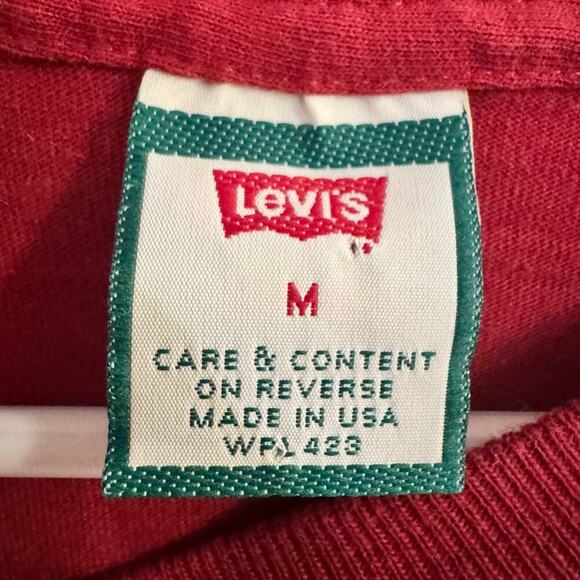 Levi's
M
CARE & CONTENT
ON REVERSE
MADE IN USA
WPL 423